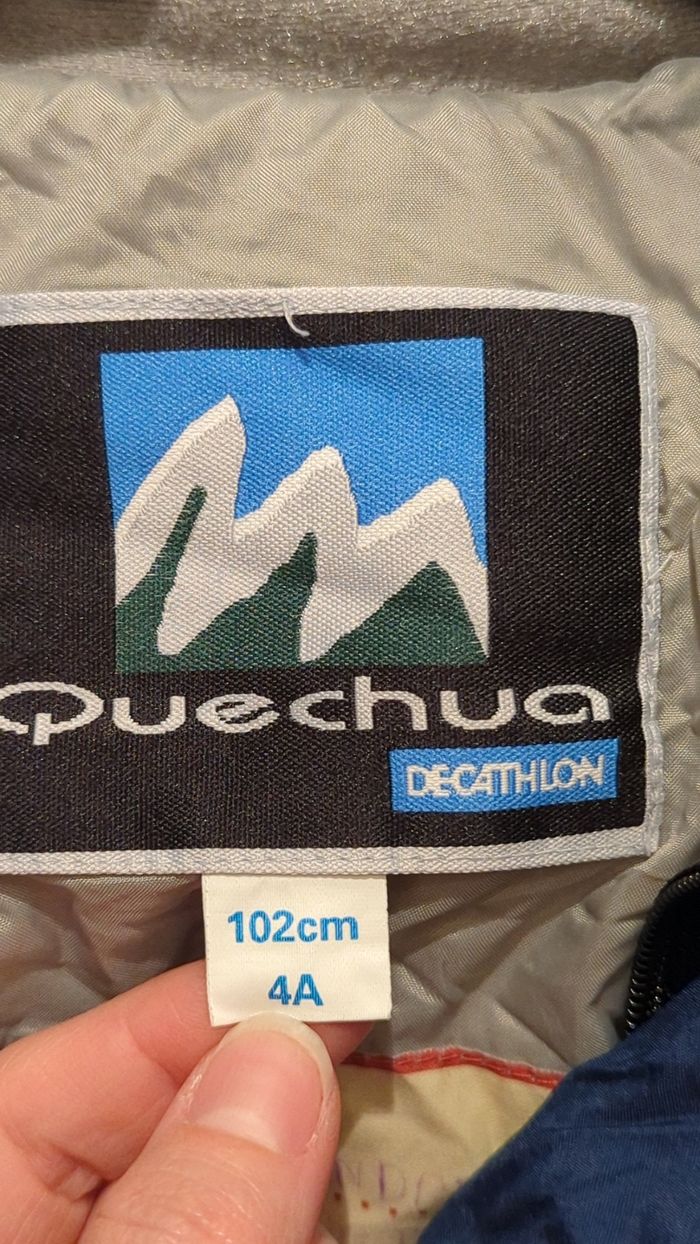 Quechua
DECATHLON
102cm
4A